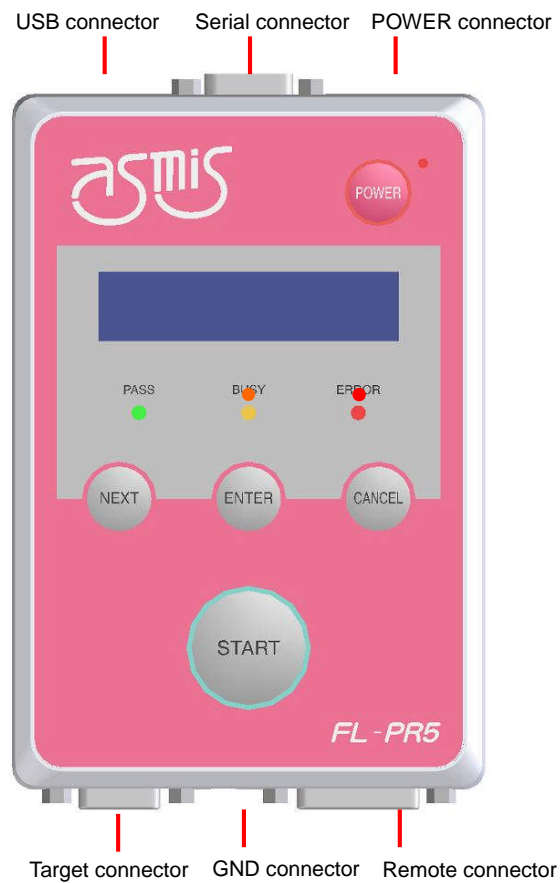 USB connector Serial connector POWER connector
asmis
POWER
PASS BUSY ERROR
NEXT ENTER CANCEL
START
FL-PR5
Target connector GND connector Remote connector